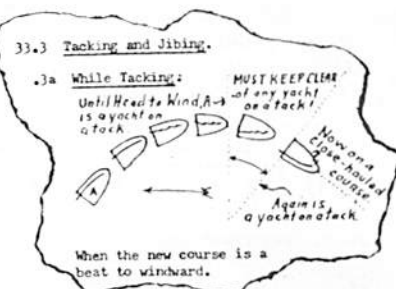 33.3 Tacking and Jibing.
.3a While Tacking:
Until Head to Wind, A→
is a yacht on
a tack
MUST KEEP CLEAR
of any yacht
on a tack!
Now on a
close-hauled
course
A
Again is
a yacht on a tack
When the new course is a
beat to windward.